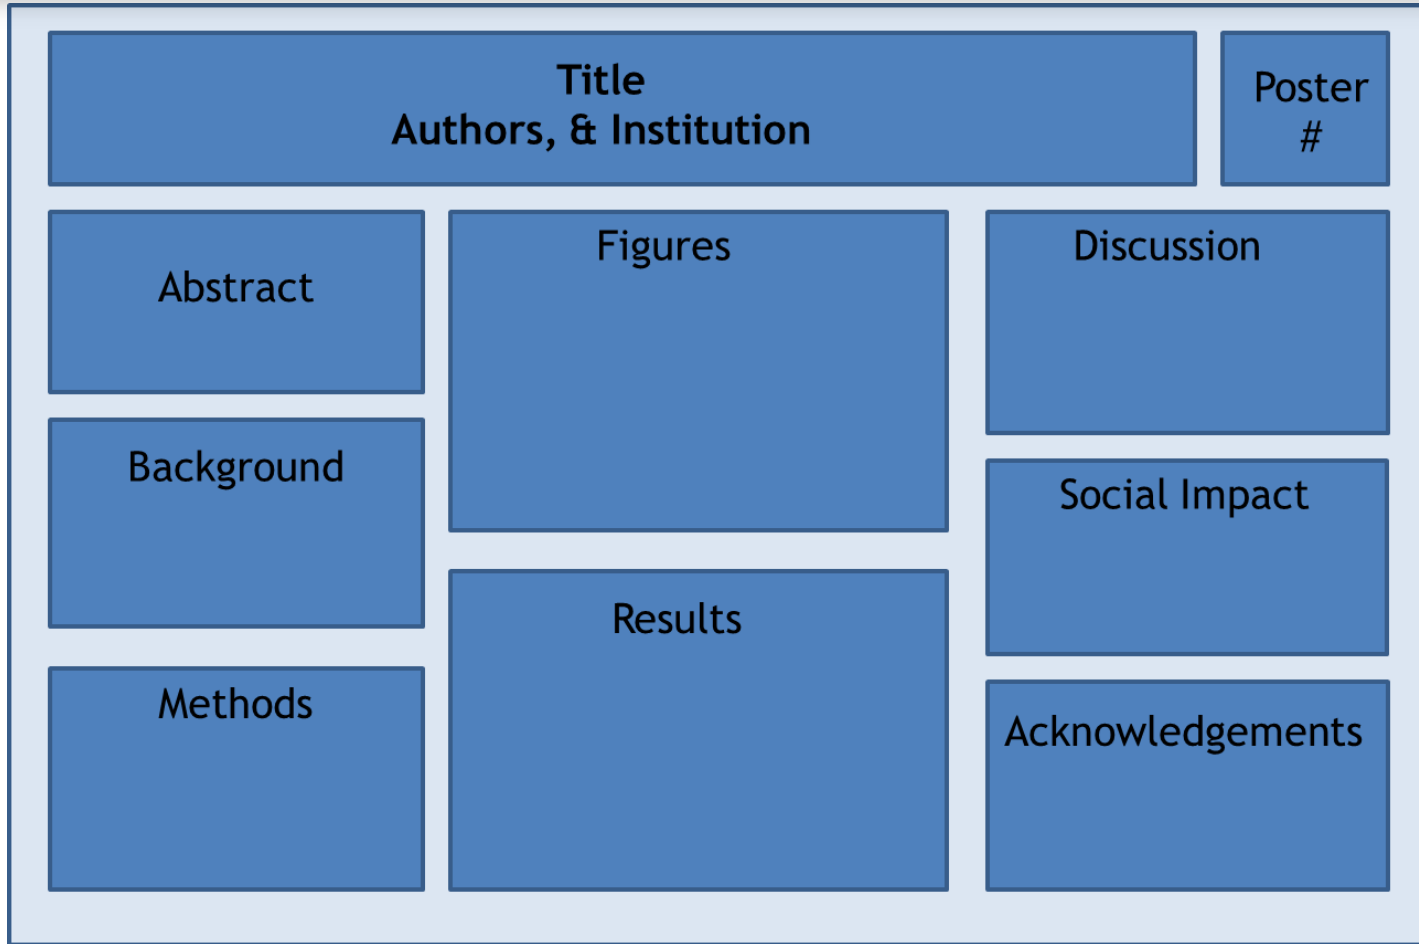 Title
Authors, & Institution
Poster
#
Abstract
Background
Methods
Figures
Results
Discussion
Social Impact
Acknowledgements